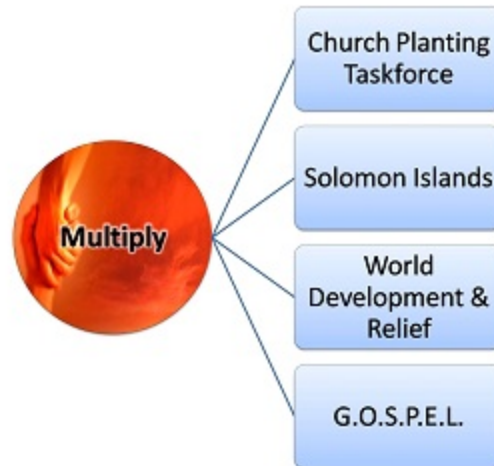 Church Planting
Taskforce
Multiply
Solomon Islands
World
Development &
Relief
G.O.S.P.E.L.